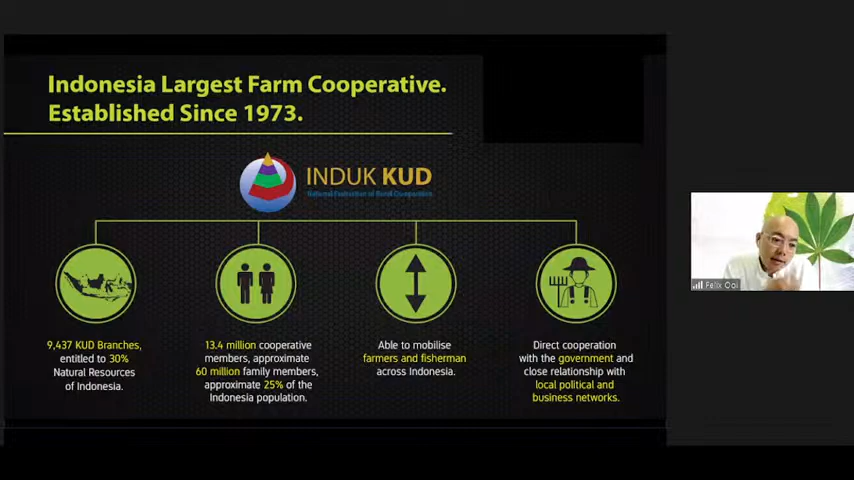 Indonesia Largest Farm Cooperative.
Established Since 1973.
INDUK KUD
National Federation of Rural Cooperative
9,437 KUD Branches,
entitled to 30%
Natural Resources
of Indonesia.
13.4 million cooperative
members, approximate
60 million family members,
approximate 25% of the
Indonesia population.
Able to mobilise
farmers and fisherman
across Indonesia.
Direct cooperation
with the government and
close relationship with
local political and
business networks.
Felix Ooi